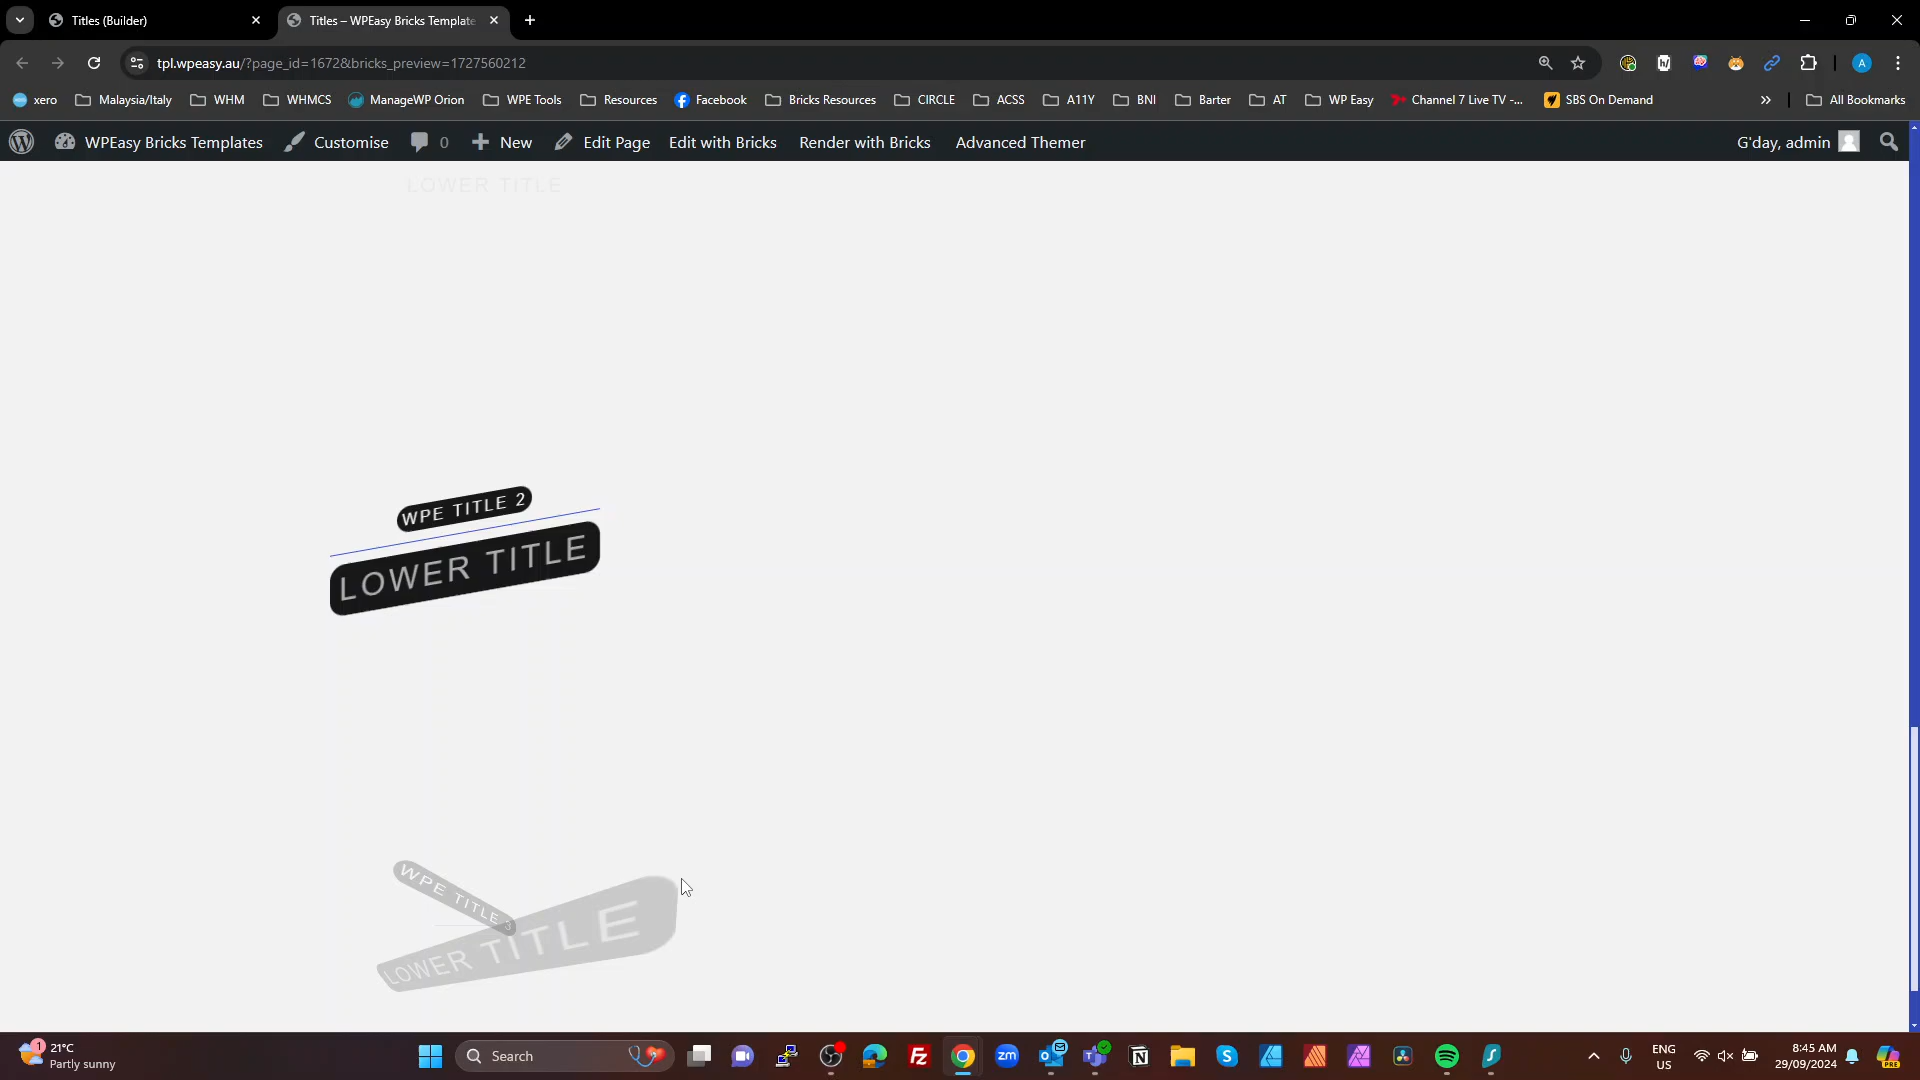 Titles (Builder)
Titles – WPEasy Bricks Template
tpl.wpeasy.au/?page_id=1672&bricks_preview=1727560212
xero
Malaysia/Italy
WHM
WHMCS
ManageWP Orion
WPE Tools
Resources
Facebook
Bricks Resources
CIRCLE
ACSS
A11Y
BNI
Barter
AT
WP Easy
Channel 7 Live TV -...
SBS On Demand
All Bookmarks
WPEasy Bricks Templates
Customise
0
New
Edit Page
Edit with Bricks
Render with Bricks
Advanced Themer
G'day, admin
LOWER TITLE
WPE TITLE 2
LOWER TITLE
WPE TITLE 3
LOWER TITLE
1
21°C
Partly sunny
Search
ENG
US
8:45 AM
29/09/2024